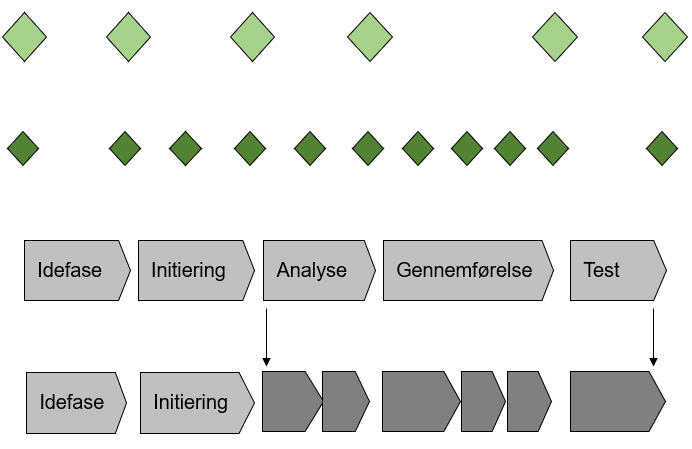 Idefase
Initiering
Analyse
Gennemførelse
Test
Idefase
Initiering